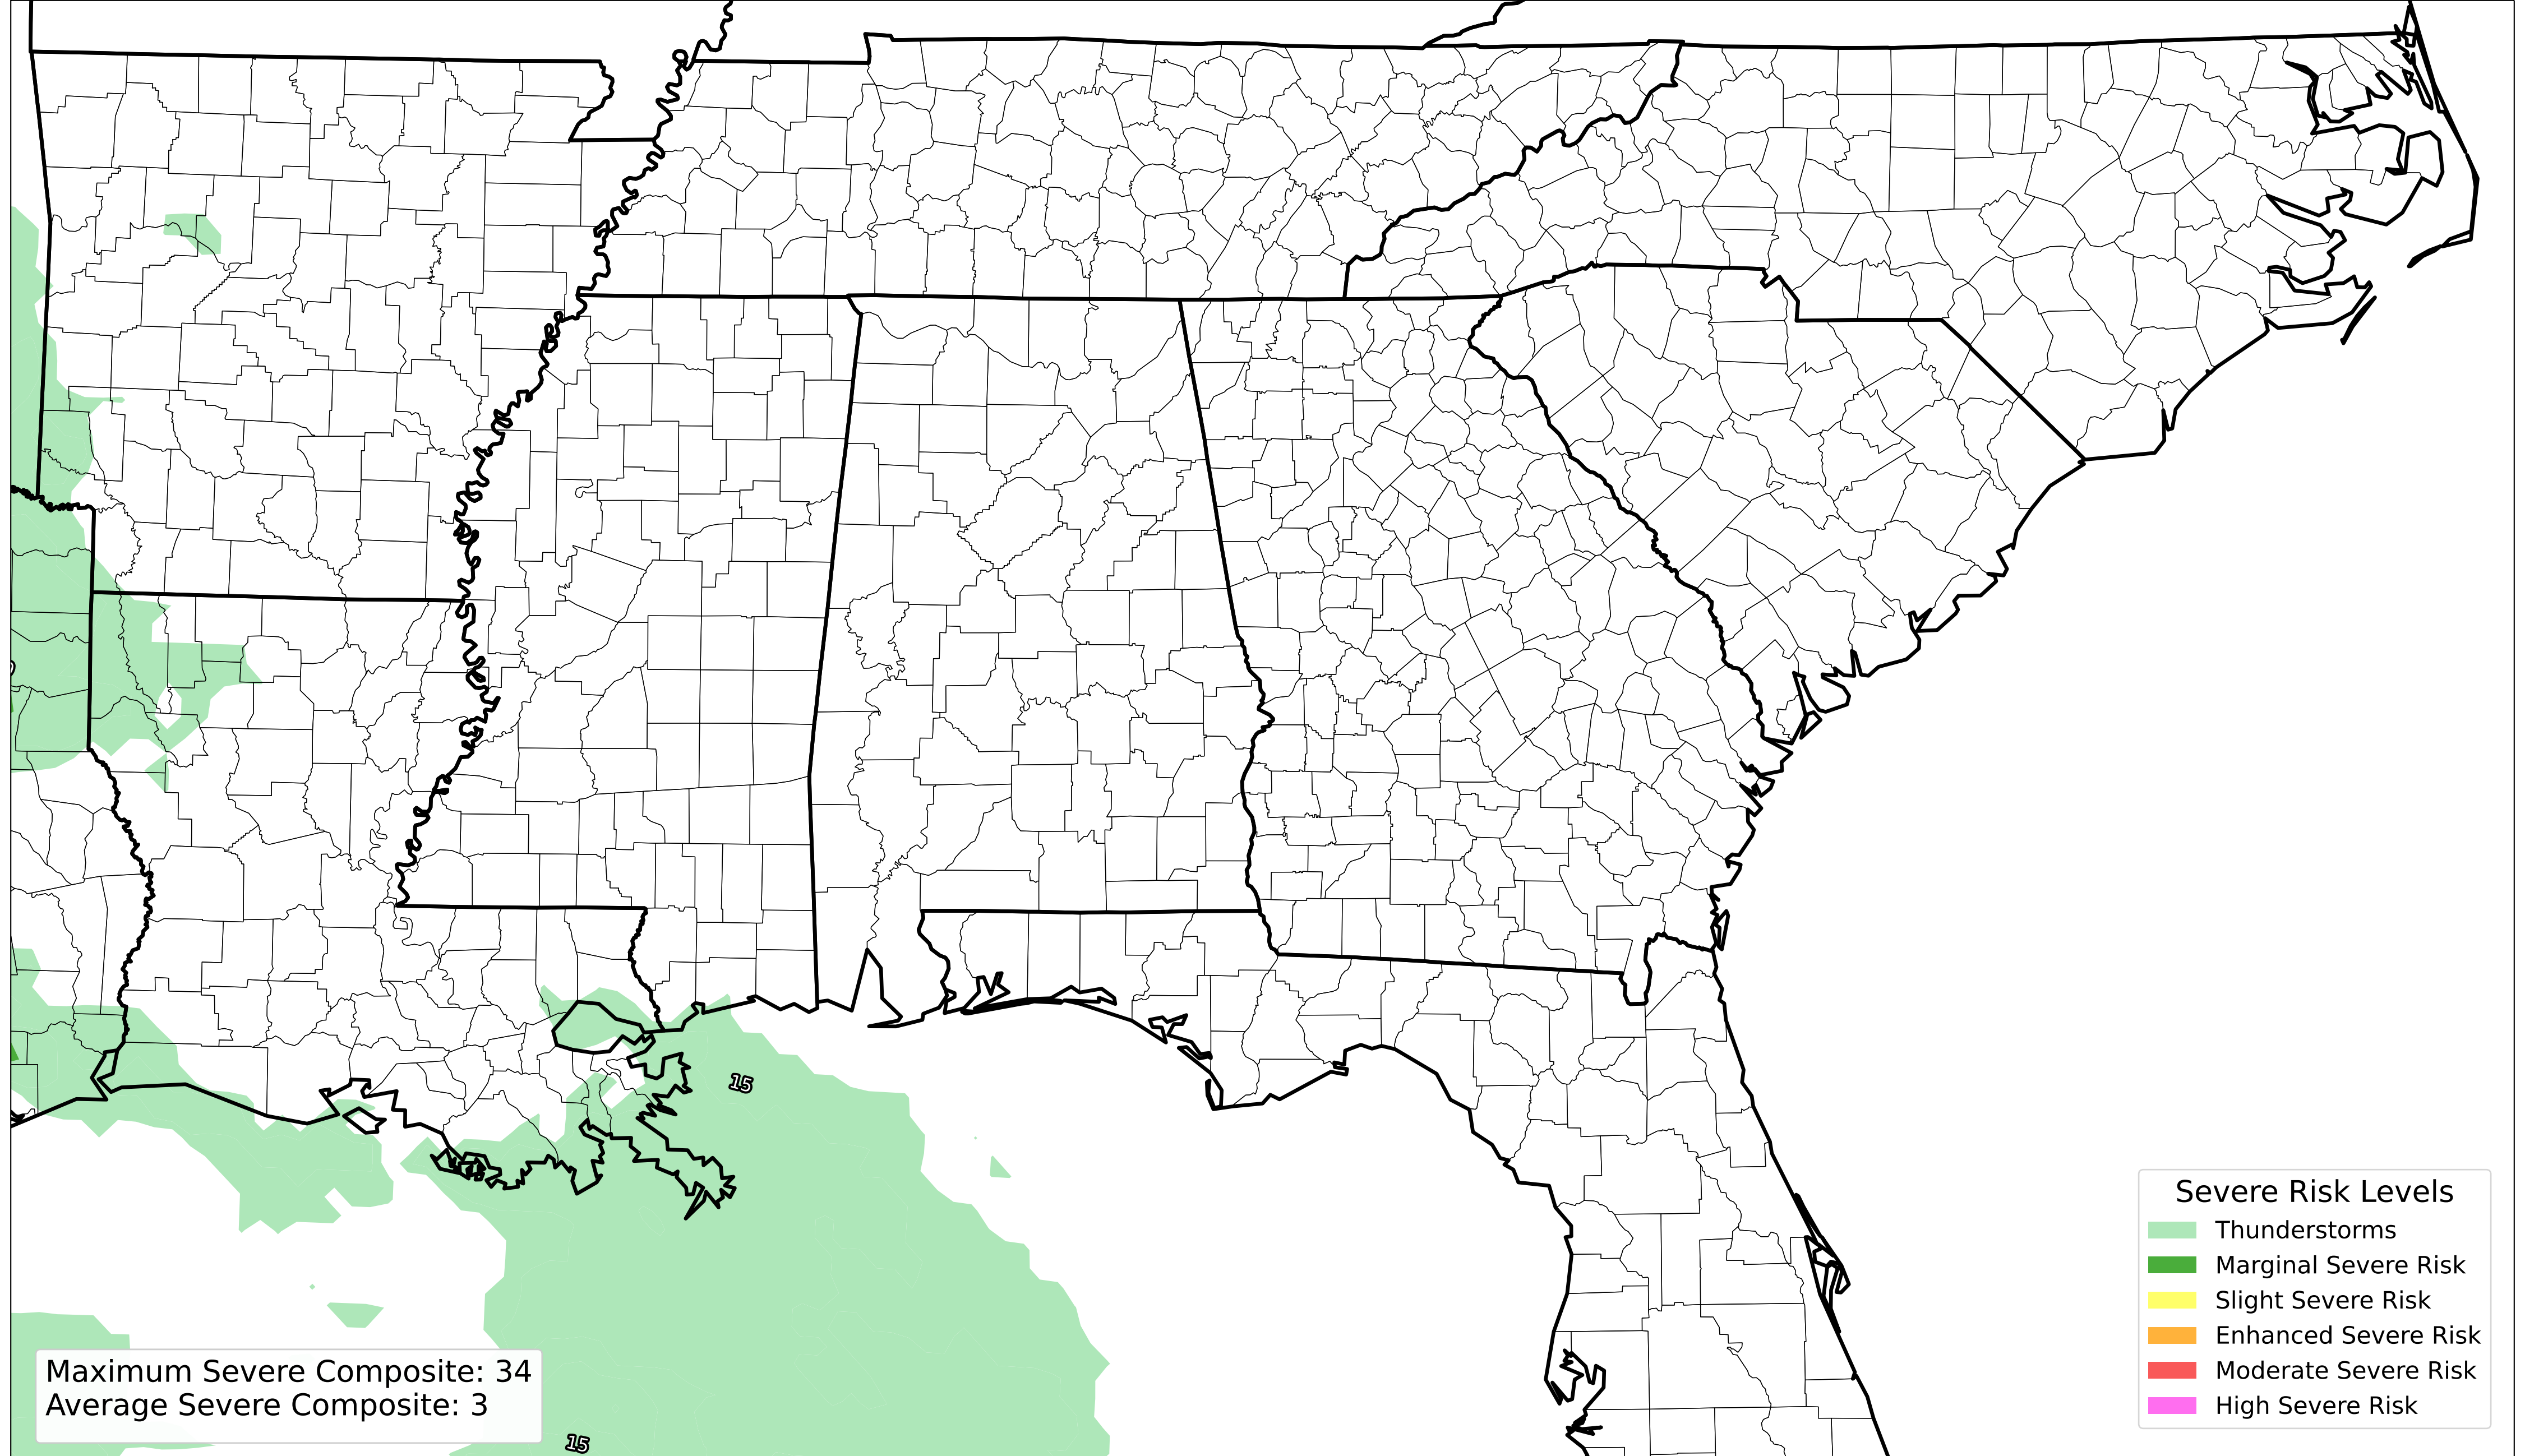 15
Severe Risk Levels
Thunderstorms
Marginal Severe Risk
Slight Severe Risk
Enhanced Severe Risk
Moderate Severe Risk
High Severe Risk
Maximum Severe Composite: 34
Average Severe Composite: 3
15